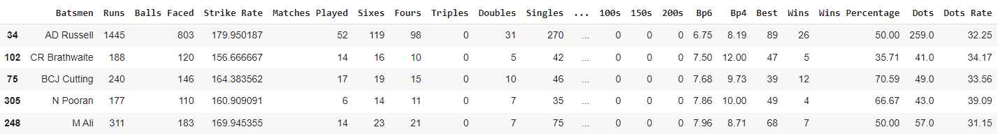 Batsmen Runs Balls Faced Strike Rate Matches Played Sixes Fours Triples Doubles Singles ... 100s 150s 200s Bp6 Bp4 Best Wins Wins Percentage Dots Dots Rate
34 AD Russell 1445 803 179.950187 52 119 98 0 31 270 ... 0 0 0 6.75 8.19 89 26 50.00 259.0 32.25
102 CR Brathwaite 188 120 156.666667 14 16 10 0 5 42 ... 0 0 0 7.50 12.00 47 5 35.71 41.0 34.17
75 BCJ Cutting 240 146 164.383562 17 19 15 0 10 46 ... 0 0 0 7.68 9.73 39 12 70.59 49.0 33.56
305 N Pooran 177 110 160.909091 6 14 11 0 7 35 ... 0 0 0 7.86 10.00 49 4 66.67 43.0 39.09
248 M Ali 311 183 169.945355 14 23 21 0 7 75 ... 0 0 0 7.96 8.71 68 7 50.00 57.0 31.15